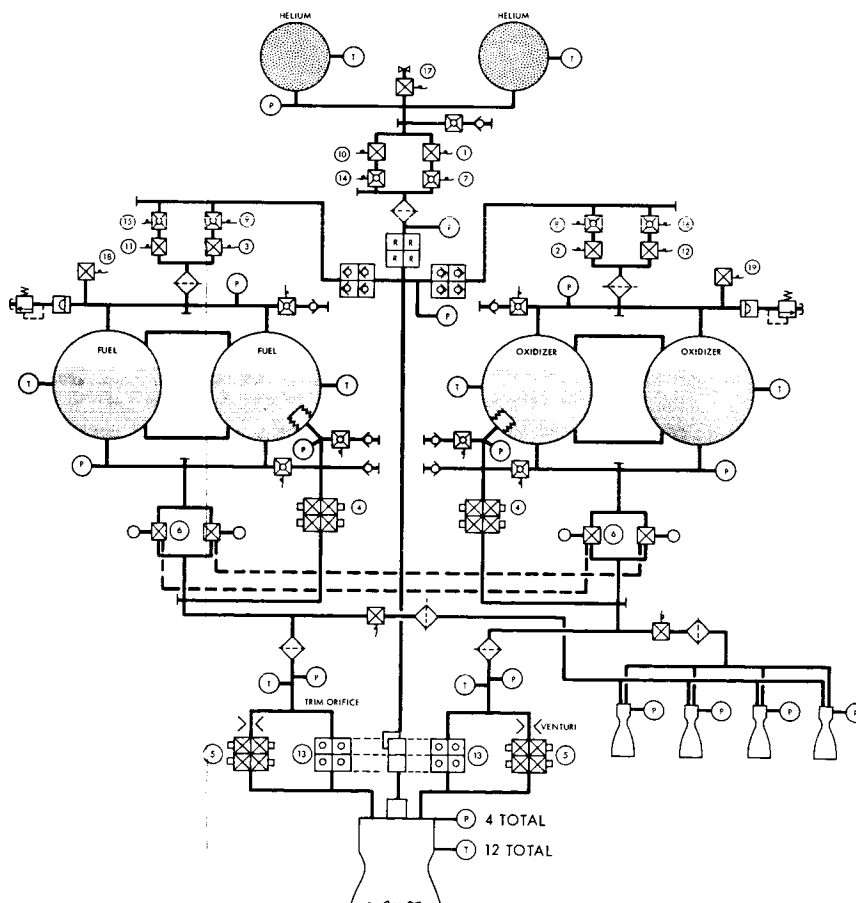 HELIUM HELIUM
T T
17
P
10 1
14 7
15 9 8 16
P
11 3 2 12
R R
R R
18 19
P P
P
FUEL FUEL OXIDIZER OXIDIZER
T T T T
P P
P P
4 4
6 6
P P
T T
P P P P
TRIM ORIFICE VENTURI
5 13 13 5
P 4 TOTAL
T 12 TOTAL